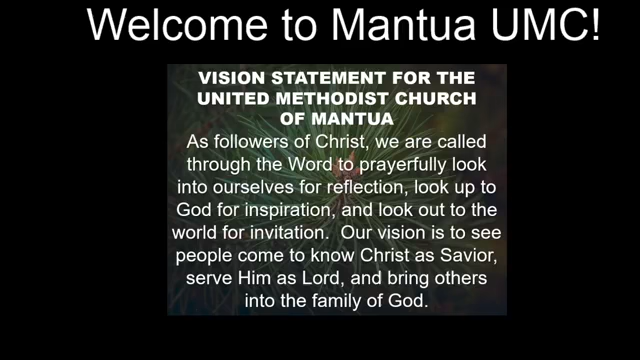 Welcome to Mantua UMC!
VISION STATEMENT FOR THE
UNITED METHODIST CHURCH
OF MANTUA
As followers of Christ, we are called
through the Word to prayerfully look
into ourselves for reflection, look up to
God for inspiration, and look out to the
world for invitation.  Our vision is to see
people come to know Christ as Savior,
serve Him as Lord, and bring others
into the family of God.